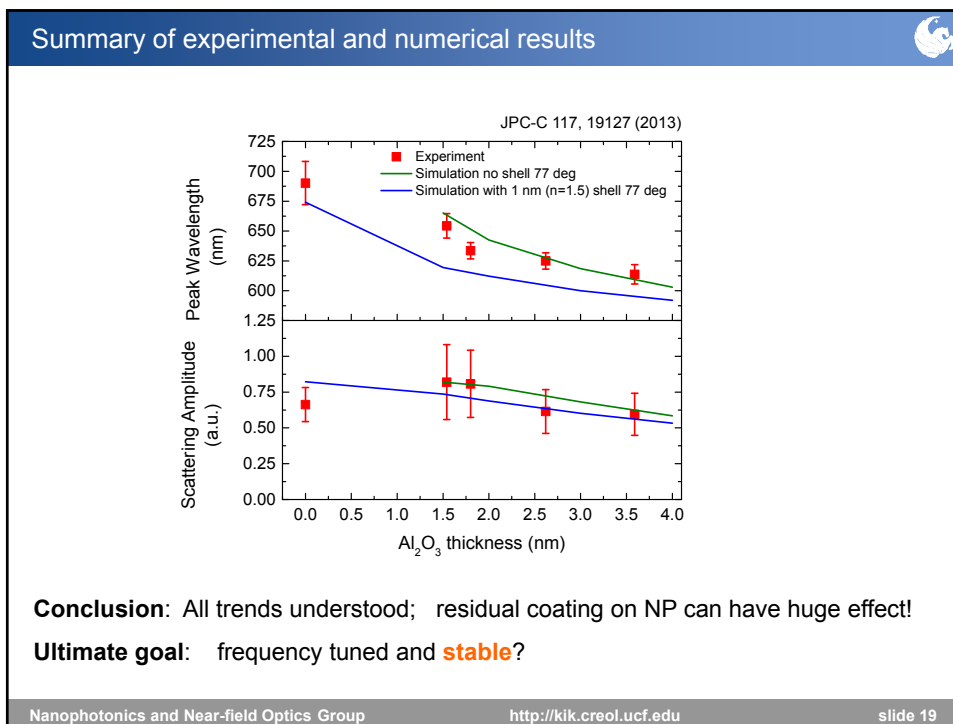 Summary of experimental and numerical results
JPC-C 117, 19127 (2013)
725
700
675
650
625
600
Peak Wavelength
(nm)
Experiment
Simulation no shell 77 deg
Simulation with 1 nm (n=1.5) shell 77 deg
1.25
1.00
0.75
0.50
0.25
0.00
Scattering Amplitude
(a.u.)
0.0 0.5 1.0 1.5 2.0 2.5 3.0 3.5 4.0
Al₂O₃ thickness (nm)
Conclusion: All trends understood; residual coating on NP can have huge effect!
Ultimate goal: frequency tuned and stable?
Nanophotonics and Near-field Optics Group http://kik.creol.ucf.edu slide 19